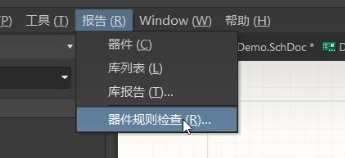 (P) 工具 (T) 报告 (R) Window (W) 帮助 (H)
器件 (C)
Demo.SchDoc *
库列表 (L)
库报告 (T)...
器件规则检查 (R)...